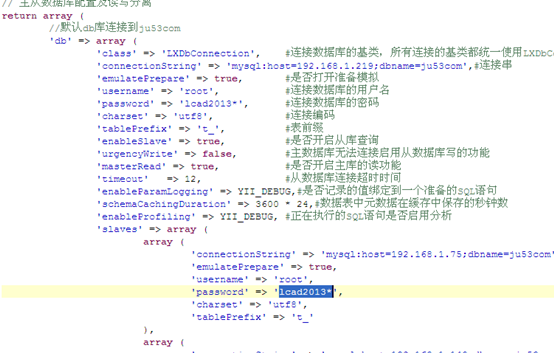 // 主从数据库配置及读写分离
return array (
//默认db库连接到ju53com
'db' => array (
'class' => 'LXDbConnection', #连接数据库的基类，所有连接的基类都统一使用LXDbCo
'connectionString' => 'mysql:host=192.168.1.219;dbname=ju53com',#连接串
'emulatePrepare' => true, #是否打开准备模拟
'username' => 'root', #连接数据库的用户名
'password' => 'lcad2013*', #连接数据库的密码
'charset' => 'utf8', #连接编码
'tablePrefix' => 't_', #表前缀
'enableSlave' => true, #是否开启从库查询
'urgencyWrite' => false, #主数据库无法连接启用从数据库写的功能
'masterRead' => true, #是否开启主库的读功能
'timeout' => 12, #从数据库连接超时时间
'enableParamLogging' => YII_DEBUG,#是否记录的值绑定到一个准备的SQL语句
'schemaCachingDuration' => 3600 * 24,#数据表中元数据在缓存中保存的秒钟数
'enableProfiling' => YII_DEBUG, #正在执行的SQL语句是否启用分析
'slaves' => array (
array (
'connectionString' => 'mysql:host=192.168.1.75;dbname=ju53com'
'emulatePrepare' => true,
'username' => 'root',
'password' => 'lcad2013*',
'charset' => 'utf8',
'tablePrefix' => 't_'
),
array (